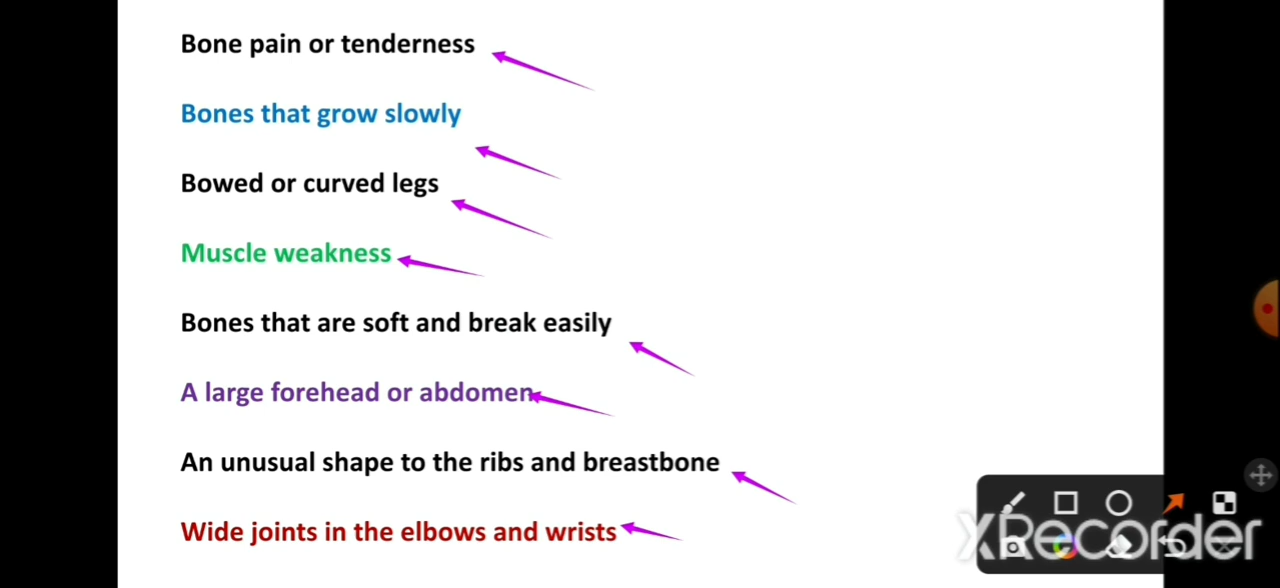 Bone pain or tenderness
Bones that grow slowly
Bowed or curved legs
Muscle weakness
Bones that are soft and break easily
A large forehead or abdomen
An unusual shape to the ribs and breastbone
Wide joints in the elbows and wrists
XRecorder